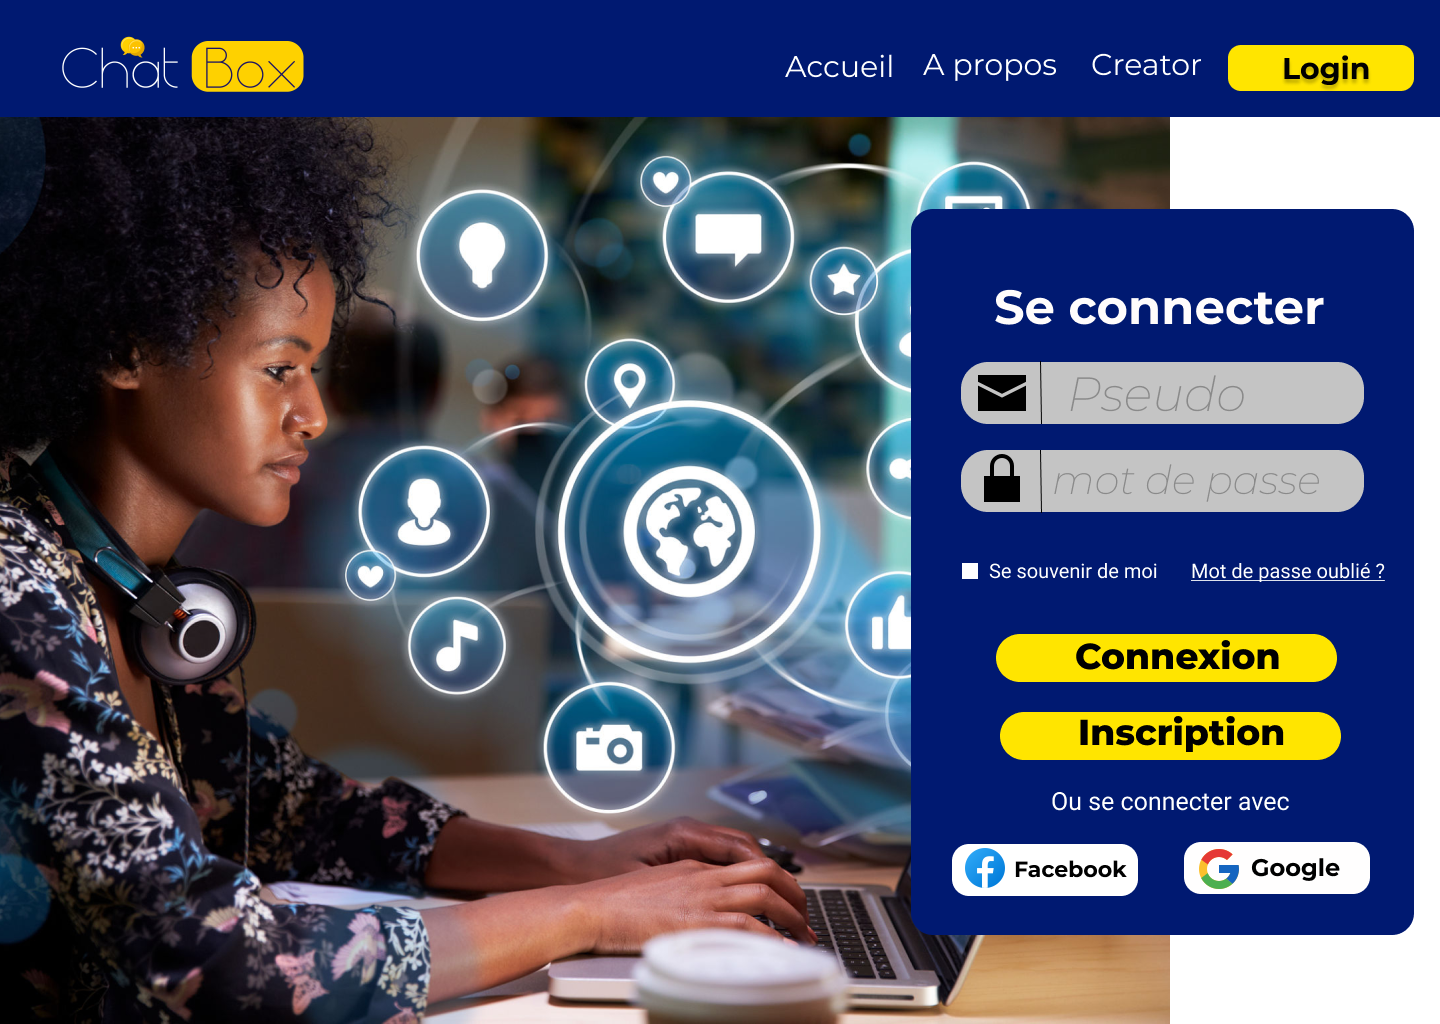 Chat Box
Accueil
A propos
Creator
Login
Se connecter
Pseudo
mot de passe
Se souvenir de moi
Mot de passe oublié ?
Connexion
Inscription
Ou se connecter avec
Facebook
Google